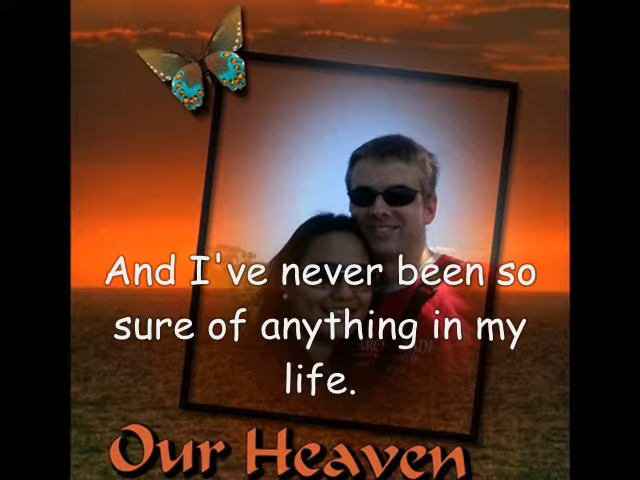 And I've never been so
sure of anything in my
life.
Our Heaven